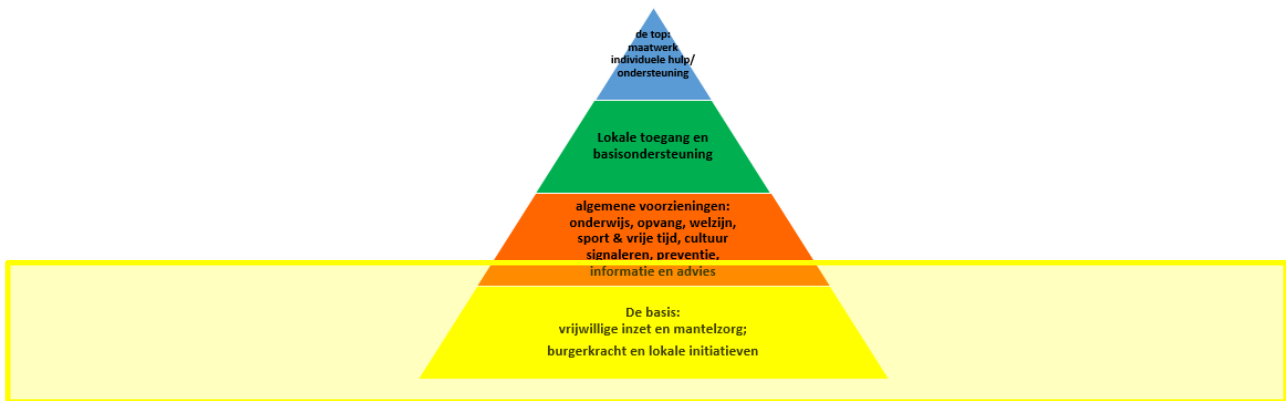 de top:
maatwerk
individuele hulp/
ondersteuning
Lokale toegang en
basisondersteuning
algemene voorzieningen:
onderwijs, opvang, welzijn,
sport & vrije tijd, cultuur
signaleren, preventie,
informatie en advies
De basis:
vrijwillige inzet en mantelzorg;
burgerkracht en lokale initiatieven